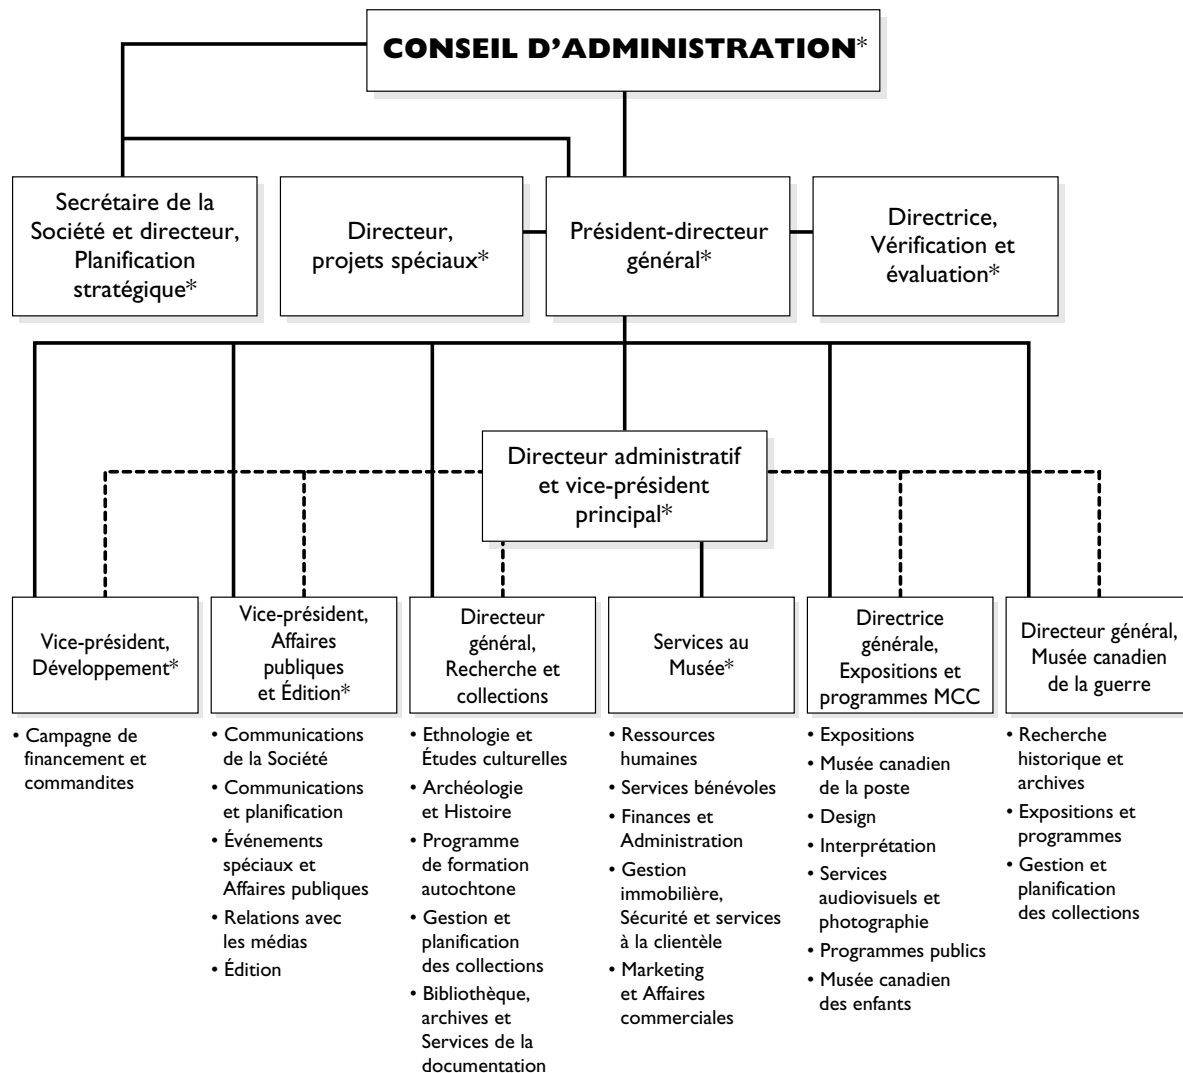 CONSEIL D'ADMINISTRATION*
Secrétaire de la
Société et directeur,
Planification
stratégique*
Directeur,
projets spéciaux*
Président-directeur
général*
Directrice,
Vérification et
évaluation*
Directeur administratif
et vice-président
principal*
Vice-président,
Développement*
• Campagne de
financement et
commandites
Vice-président,
Affaires
publiques
et Édition*
• Communications
de la Société
• Communications
et planification
• Événements
spéciaux et
Affaires publiques
• Relations avec
les médias
• Édition
Directeur
général,
Recherche et
collections
• Ethnologie et
Études culturelles
• Archéologie
et Histoire
• Programme
de formation
autochtone
• Gestion et
planification
des collections
• Bibliothèque,
archives et
Services de la
documentation
Services au
Musée*
• Ressources
humaines
• Services bénévoles
• Finances et
Administration
• Gestion
immobilière,
Sécurité et services
à la clientèle
• Marketing
et Affaires
commerciales
Directrice
générale,
Expositions et
programmes MCC
• Expositions
• Musée canadien
de la poste
• Design
• Interprétation
• Services
audiovisuels et
photographie
• Programmes publics
• Musée canadien
des enfants
Directeur général,
Musée canadien
de la guerre
• Recherche
historique et
archives
• Expositions et
programmes
• Gestion et
planification
des collections